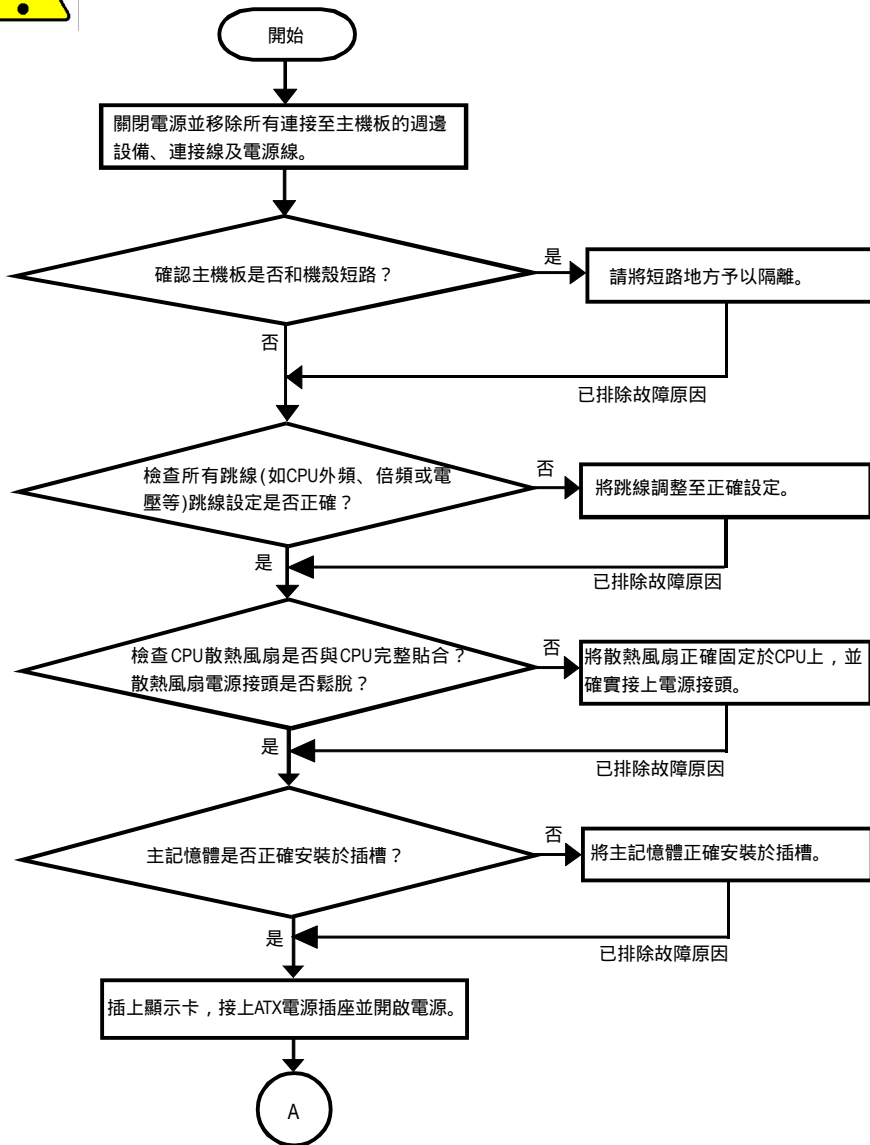 開始
關閉電源並移除所有連接至主機板的週邊
設備、連接線及電源線。
確認主機板是否和機殼短路？
是
請將短路地方予以隔離。
否
已排除故障原因
檢查所有跳線(如CPU外頻、倍頻或電
壓等)跳線設定是否正確？
否
將跳線調整至正確設定。
是
已排除故障原因
檢查CPU散熱風扇是否與CPU完整貼合？
散熱風扇電源接頭是否鬆脫？
否
將散熱風扇正確固定於CPU上，並
確實接上電源接頭。
是
已排除故障原因
主記憶體是否正確安裝於插槽？
否
將主記憶體正確安裝於插槽。
是
已排除故障原因
插上顯示卡，接上ATX電源插座並開啟電源。
A